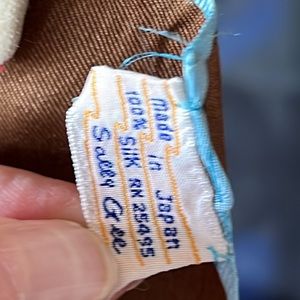 Made in Japan
100% SILK RN 25495
Sally Gee